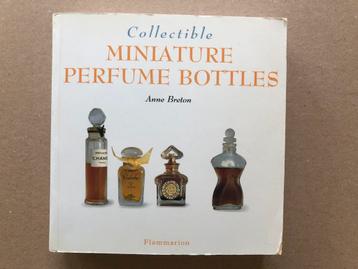 Collectible
MINIATURE
PERFUME BOTTLES
Anne Breton
CHANEL
Flammarion